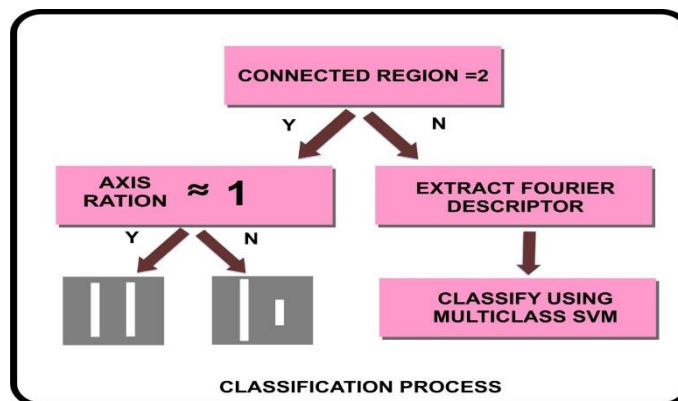 CONNECTED REGION =2
Y N
AXIS
RATION ≈ 1
EXTRACT FOURIER
DESCRIPTOR
Y N
CLASSIFY USING
MULTICLASS SVM
CLASSIFICATION PROCESS